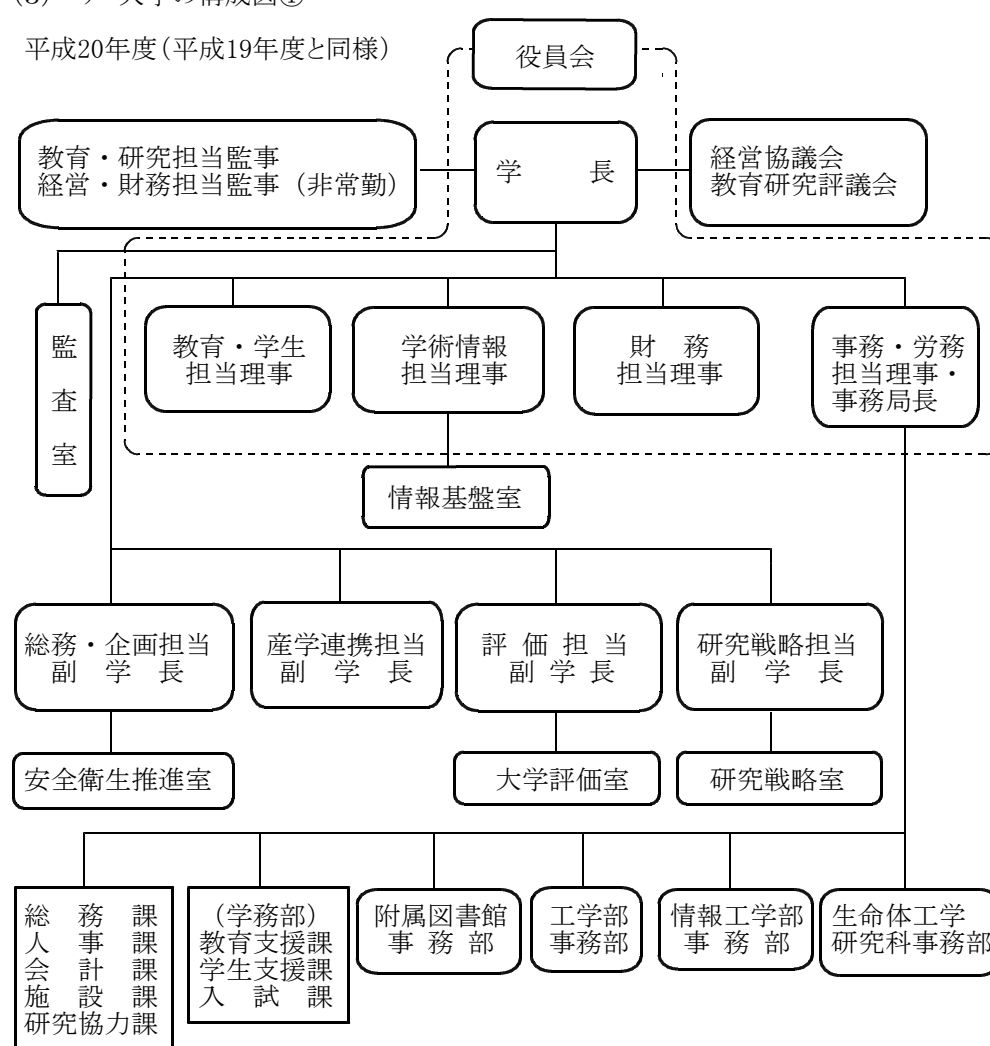 平成20年度（平成19年度と同様）
役員会
教育・研究担当監事
経営・財務担当監事（非常勤）
学　長
経営協議会
教育研究評議会
監査室
教育・学生
担当理事
学術情報
担当理事
財　務
担当理事
事務・労務
担当理事・
事務局長
情報基盤室
総務・企画担当
副　学　長
産学連携担当
副　学　長
評 価 担 当
副 学 長
研究戦略担当
副　学　長
安全衛生推進室
大学評価室
研究戦略室
総　務　課
人　事　課
会　計　課
施　設　課
研究協力課
（学務部）
教育支援課
学生支援課
入　試　課
附属図書館
事 務 部
工学部
事務部
情報工学部
事 務 部
生命体工学
研究科事務部